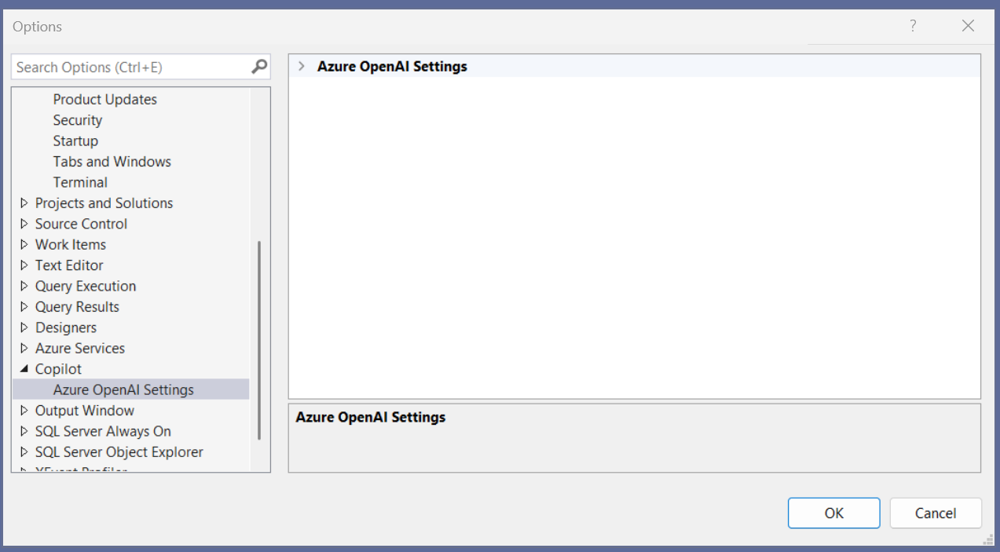 Options
?
Search Options (Ctrl+E)
Product Updates
Security
Startup
Tabs and Windows
Terminal
Projects and Solutions
Source Control
Work Items
Text Editor
Query Execution
Query Results
Designers
Azure Services
Copilot
Azure OpenAI Settings
Output Window
SQL Server Always On
SQL Server Object Explorer
XEvent Profiler
Azure OpenAI Settings
Azure OpenAI Settings
OK
Cancel